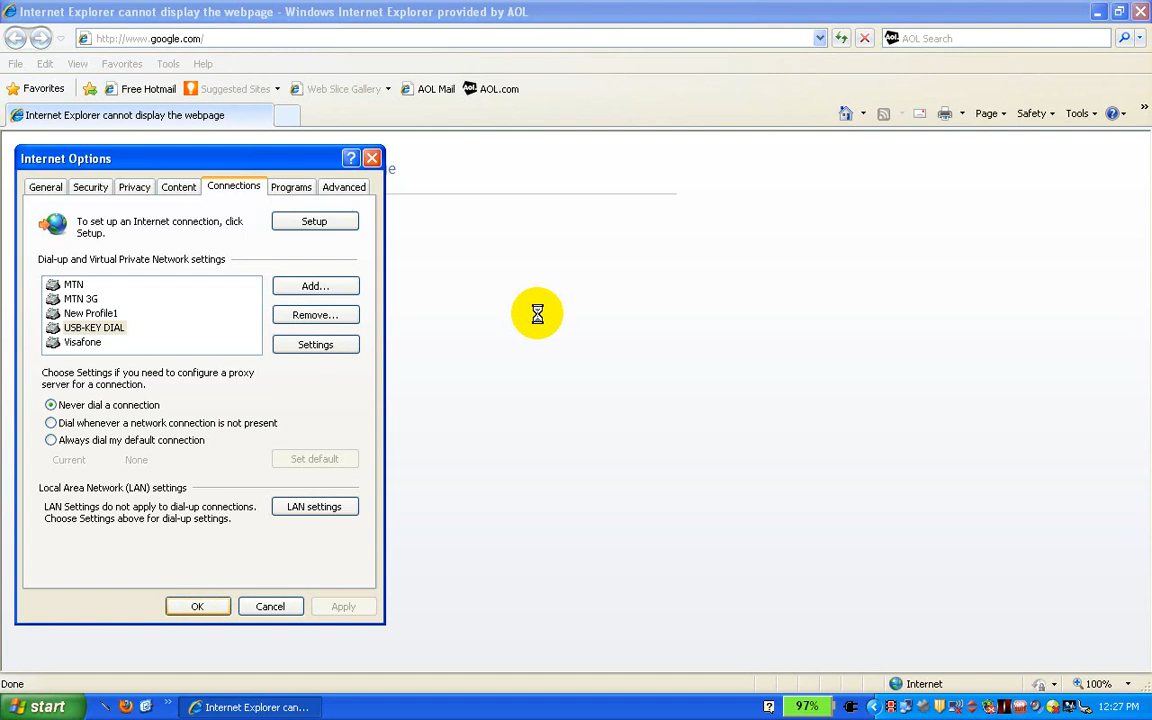 Internet Explorer cannot display the webpage - Windows Internet Explorer provided by AOL
http://www.google.com/
AOL Search
File Edit View Favorites Tools Help
Favorites Free Hotmail Suggested Sites Web Slice Gallery AOL Mail AOL.com
Internet Explorer cannot display the webpage
Page Safety Tools
Internet Options
e
General Security Privacy Content Connections Programs Advanced
To set up an Internet connection, click
Setup.
Setup
Dial-up and Virtual Private Network settings
MTN
MTN 3G
New Profile1
USB-KEY DIAL
Visafone
Add...
Remove...
Settings
Choose Settings if you need to configure a proxy
server for a connection.
Never dial a connection
Dial whenever a network connection is not present
Always dial my default connection
Current None Set default
Local Area Network (LAN) settings
LAN Settings do not apply to dial-up connections.
Choose Settings above for dial-up settings.
LAN settings
OK Cancel Apply
Done Internet 100%
start Internet Explorer can... 97% 12:27 PM